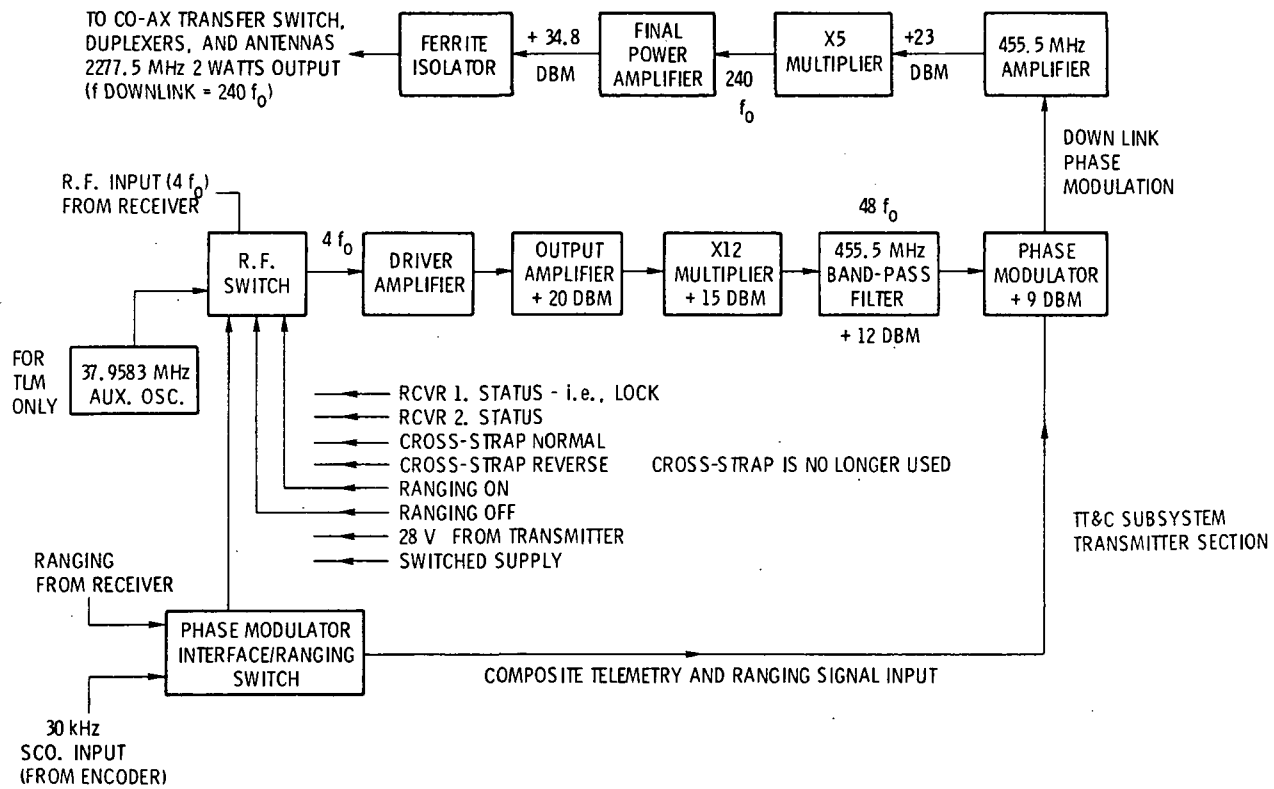 TO CO-AX TRANSFER SWITCH,
DUPLEXERS, AND ANTENNAS
2277.5 MHz 2 WATTS OUTPUT
(f DOWNLINK = 240 f₀)
FERRITE
ISOLATOR
+ 34.8
DBM
FINAL
POWER
AMPLIFIER
240
f₀
X5
MULTIPLIER
+23
DBM
455.5 MHz
AMPLIFIER
DOWN LINK
PHASE
MODULATION
R.F. INPUT (4 f₀)
FROM RECEIVER
R.F.
SWITCH
4 f₀
DRIVER
AMPLIFIER
OUTPUT
AMPLIFIER
+ 20 DBM
X12
MULTIPLIER
+ 15 DBM
48 f₀
455.5 MHz
BAND-PASS
FILTER
+ 12 DBM
PHASE
MODULATOR
+ 9 DBM
FOR
TLM
ONLY
37.9583 MHz
AUX. OSC.
RCVR 1. STATUS - i.e., LOCK
RCVR 2. STATUS
CROSS-STRAP NORMAL
CROSS-STRAP REVERSE CROSS-STRAP IS NO LONGER USED
RANGING ON
RANGING OFF
28 V FROM TRANSMITTER
SWITCHED SUPPLY
TT&C SUBSYSTEM
TRANSMITTER SECTION
RANGING
FROM RECEIVER
PHASE MODULATOR
INTERFACE/RANGING
SWITCH
COMPOSITE TELEMETRY AND RANGING SIGNAL INPUT
30 kHz
SCO. INPUT
(FROM ENCODER)